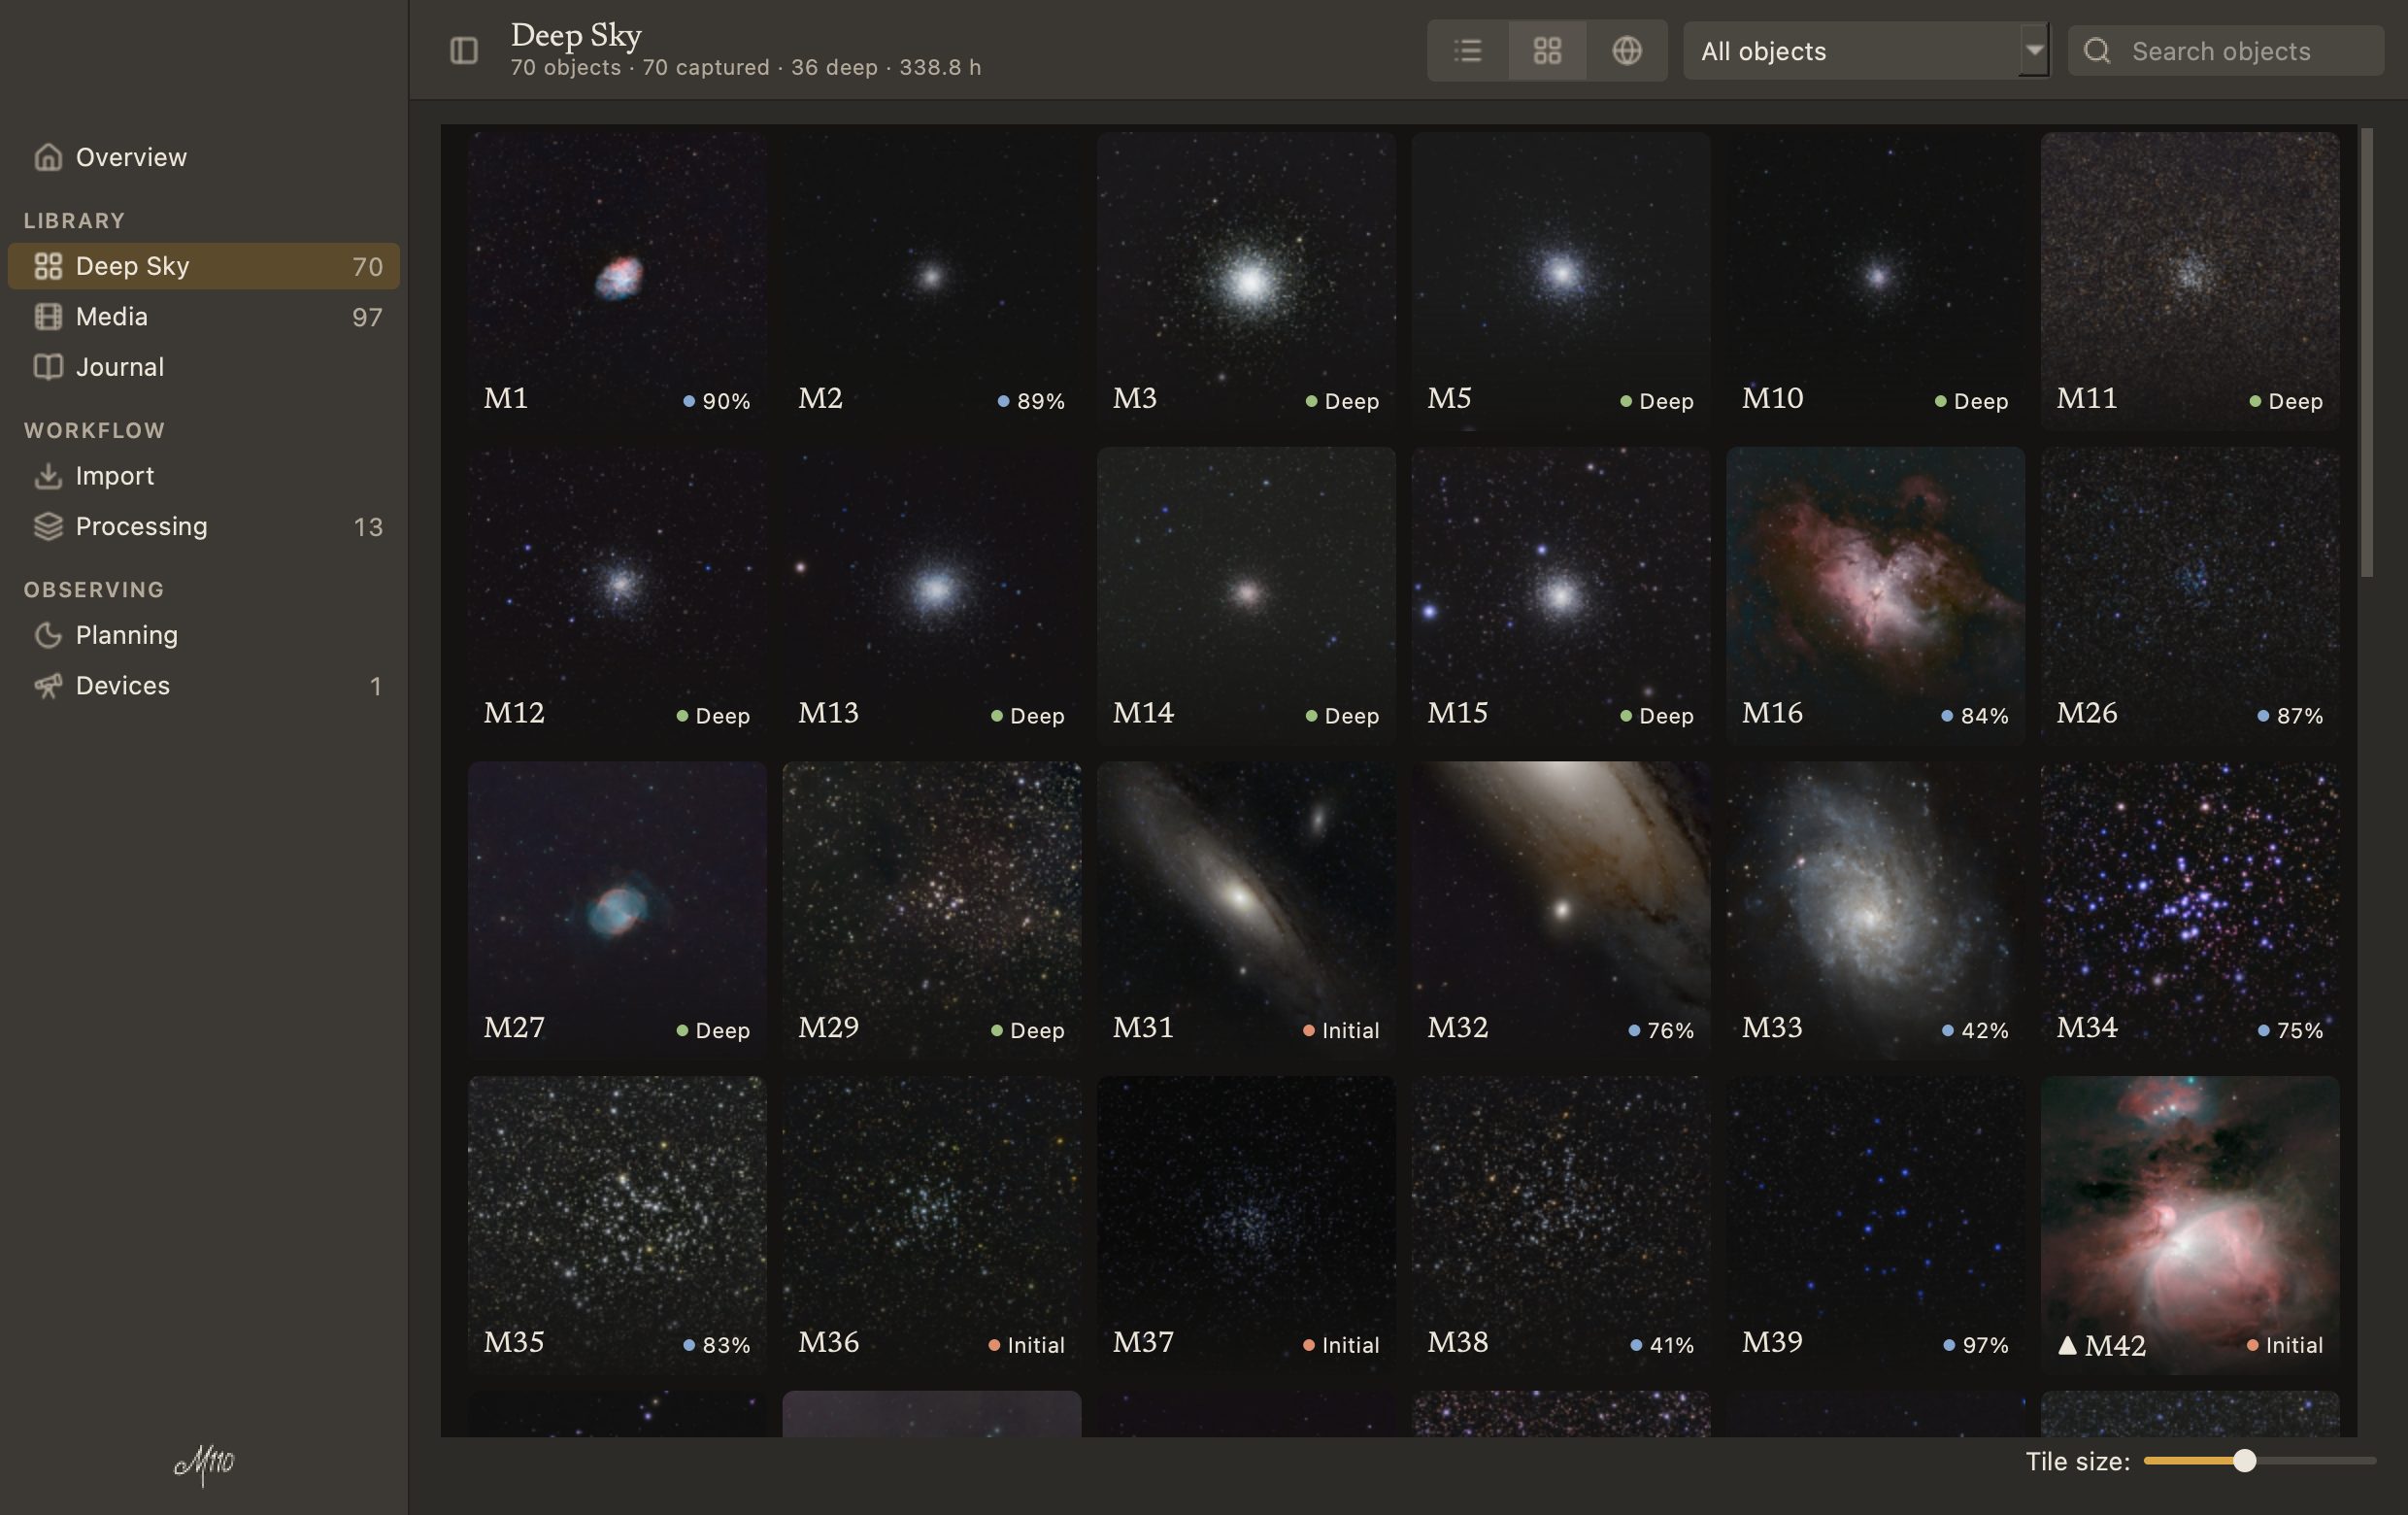 Deep Sky
70 objects · 70 captured · 36 deep · 338.8 h
All objects
Search objects
Overview
LIBRARY
Deep Sky 70
Media 97
Journal
WORKFLOW
Import
Processing 13
OBSERVING
Planning
Devices 1
M110
M1 90%
M2 89%
M3 Deep
M5 Deep
M10 Deep
M11 Deep
M12 Deep
M13 Deep
M14 Deep
M15 Deep
M16 84%
M26 87%
M27 Deep
M29 Deep
M31 Initial
M32 76%
M33 42%
M34 75%
M35 83%
M36 Initial
M37 Initial
M38 41%
M39 97%
M42 Initial
Tile size: